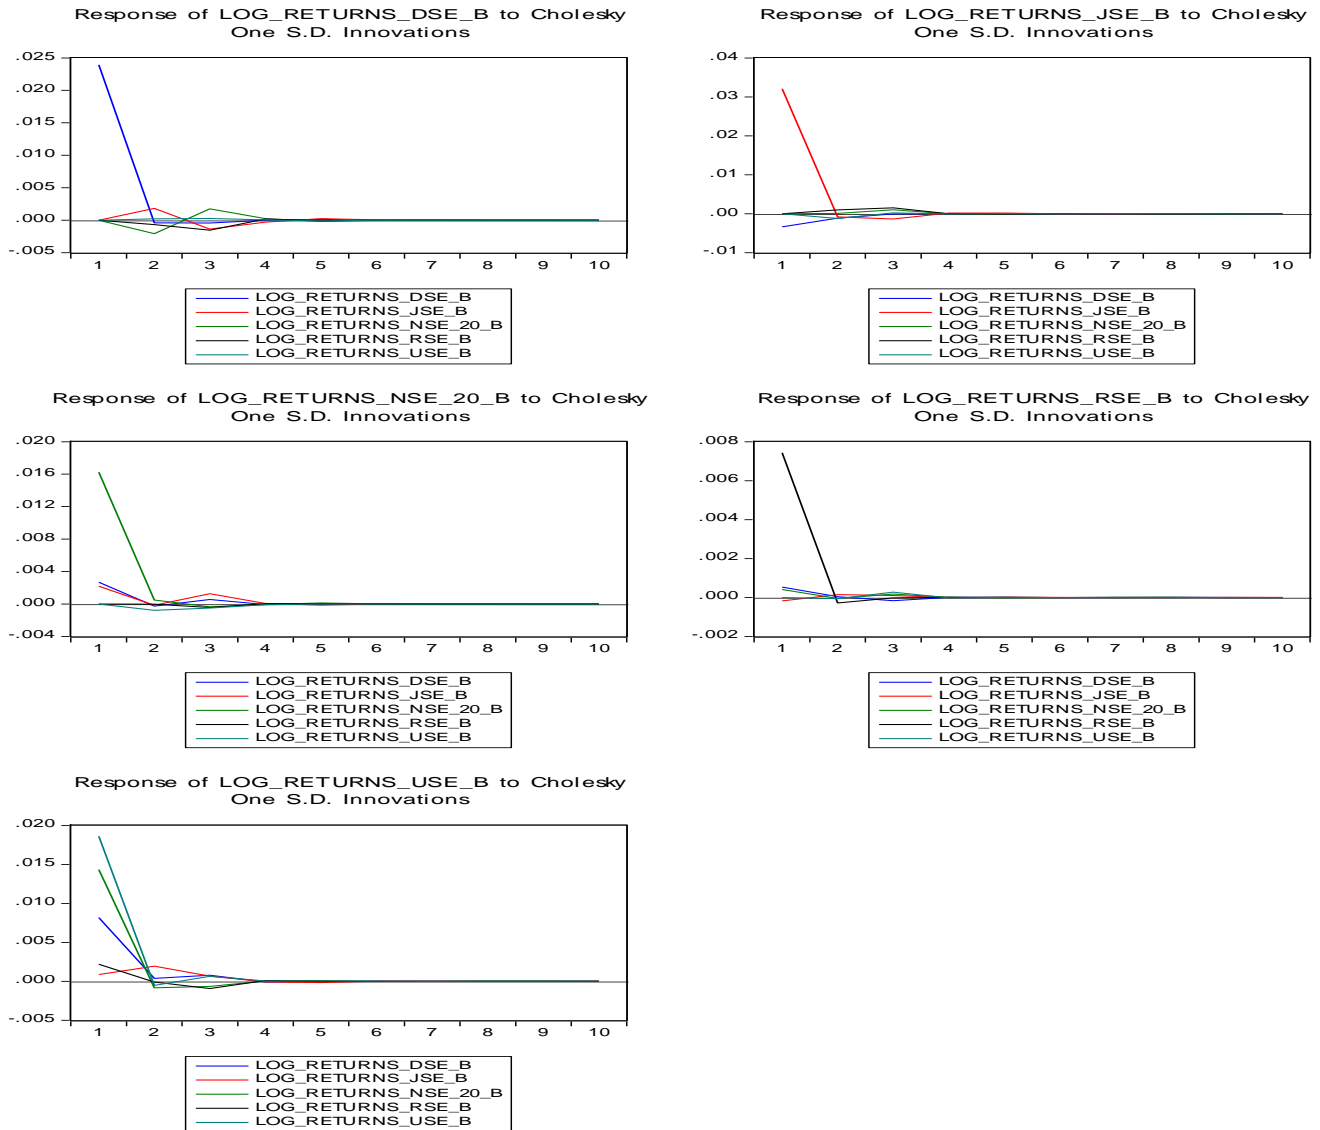 Response of LOG_RETURNS_DSE_B to Cholesky
One S.D. Innovations
.025
.020
.015
.010
.005
.000
-.005
1 2 3 4 5 6 7 8 9 10
LOG_RETURNS_DSE_B
LOG_RETURNS_JSE_B
LOG_RETURNS_NSE_20_B
LOG_RETURNS_RSE_B
LOG_RETURNS_USE_B
Response of LOG_RETURNS_JSE_B to Cholesky
One S.D. Innovations
.04
.03
.02
.01
.00
-.01
1 2 3 4 5 6 7 8 9 10
LOG_RETURNS_DSE_B
LOG_RETURNS_JSE_B
LOG_RETURNS_NSE_20_B
LOG_RETURNS_RSE_B
LOG_RETURNS_USE_B
Response of LOG_RETURNS_NSE_20_B to Cholesky
One S.D. Innovations
.020
.016
.012
.008
.004
.000
-.004
1 2 3 4 5 6 7 8 9 10
LOG_RETURNS_DSE_B
LOG_RETURNS_JSE_B
LOG_RETURNS_NSE_20_B
LOG_RETURNS_RSE_B
LOG_RETURNS_USE_B
Response of LOG_RETURNS_RSE_B to Cholesky
One S.D. Innovations
.008
.006
.004
.002
.000
-.002
1 2 3 4 5 6 7 8 9 10
LOG_RETURNS_DSE_B
LOG_RETURNS_JSE_B
LOG_RETURNS_NSE_20_B
LOG_RETURNS_RSE_B
LOG_RETURNS_USE_B
Response of LOG_RETURNS_USE_B to Cholesky
One S.D. Innovations
.020
.015
.010
.005
.000
-.005
1 2 3 4 5 6 7 8 9 10
LOG_RETURNS_DSE_B
LOG_RETURNS_JSE_B
LOG_RETURNS_NSE_20_B
LOG_RETURNS_RSE_B
LOG_RETURNS_USE_B